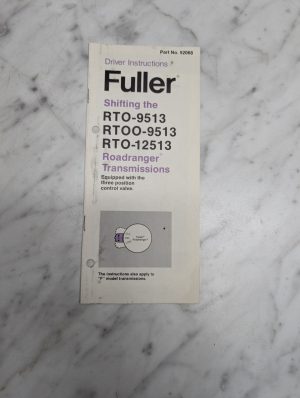 Part No. 92068
Driver Instructions
Fuller®
Shifting the
RTO-9513
RTOO-9513
RTO-12513
Roadranger®
Transmissions
Equipped with the
three position
control valve.
The instructions also apply to
model transmissions.